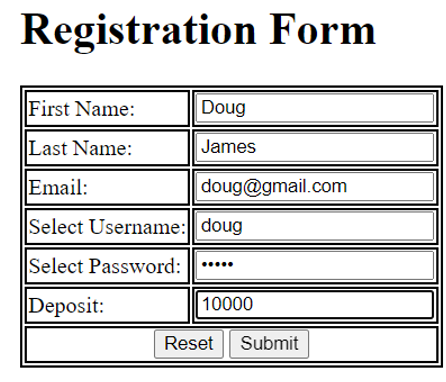 Registration Form
First Name: Doug
Last Name: James
Email: doug@gmail.com
Select Username: doug
Select Password: •••••
Deposit: 10000
Reset Submit